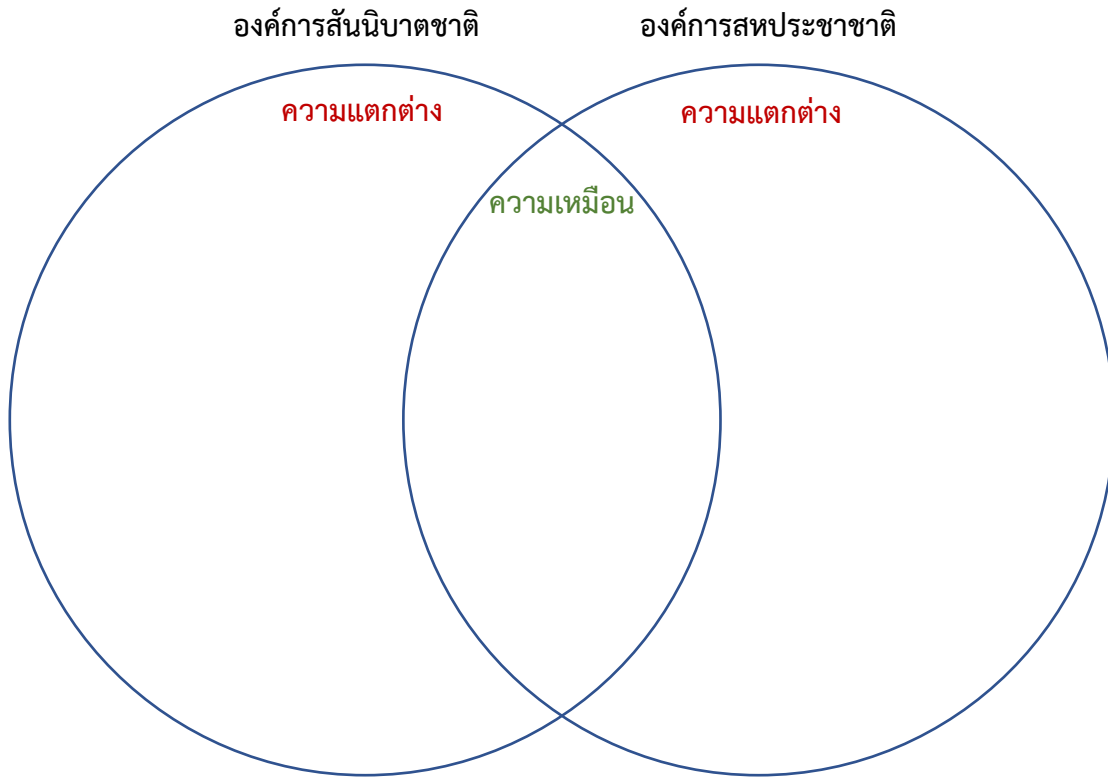 องค์การสันนิบาตชาติ
องค์การสหประชาชาติ
ความแตกต่าง
ความแตกต่าง
ความเหมือน